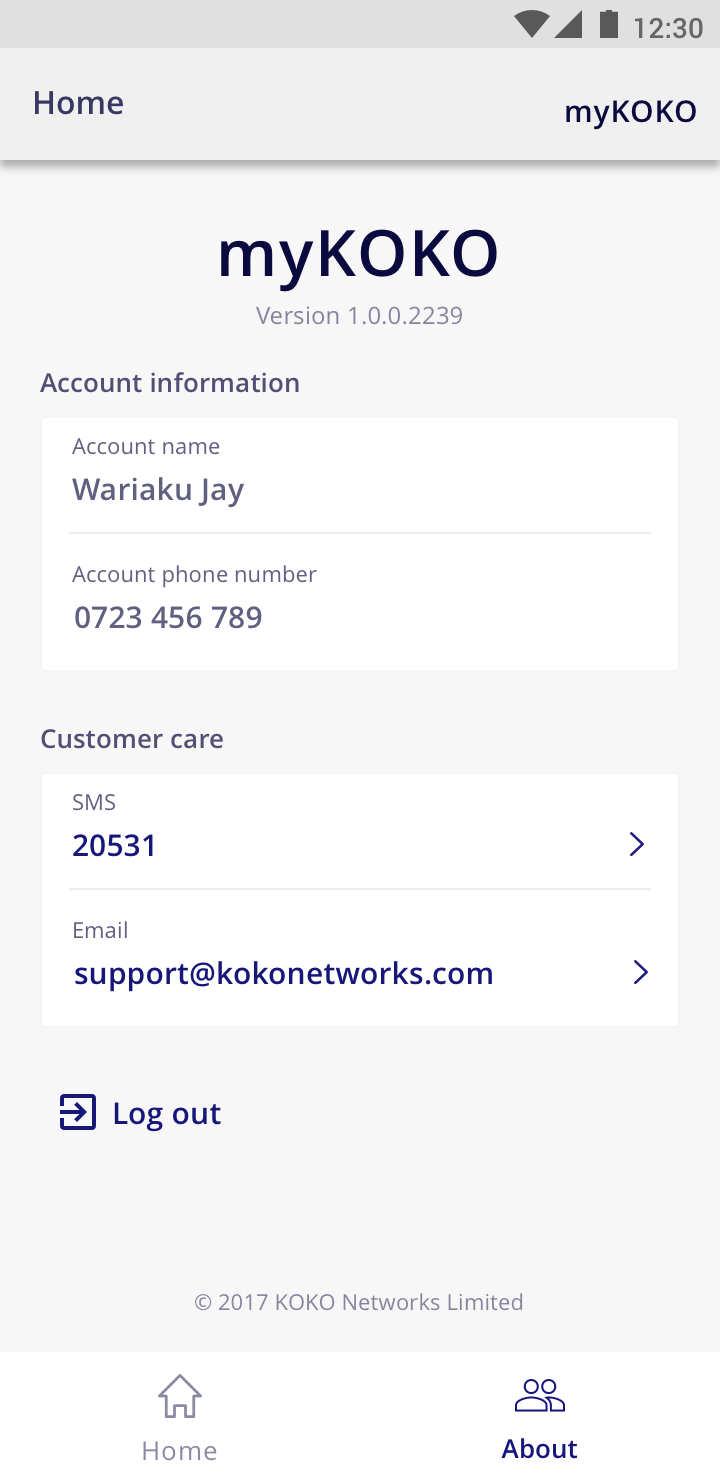 12:30
Home
myKOKO
myKOKO
Version 1.0.0.2239
Account information
Account name
Wariaku Jay
Account phone number
0723 456 789
Customer care
SMS
20531
Email
support@kokonetworks.com
Log out
© 2017 KOKO Networks Limited
Home
About